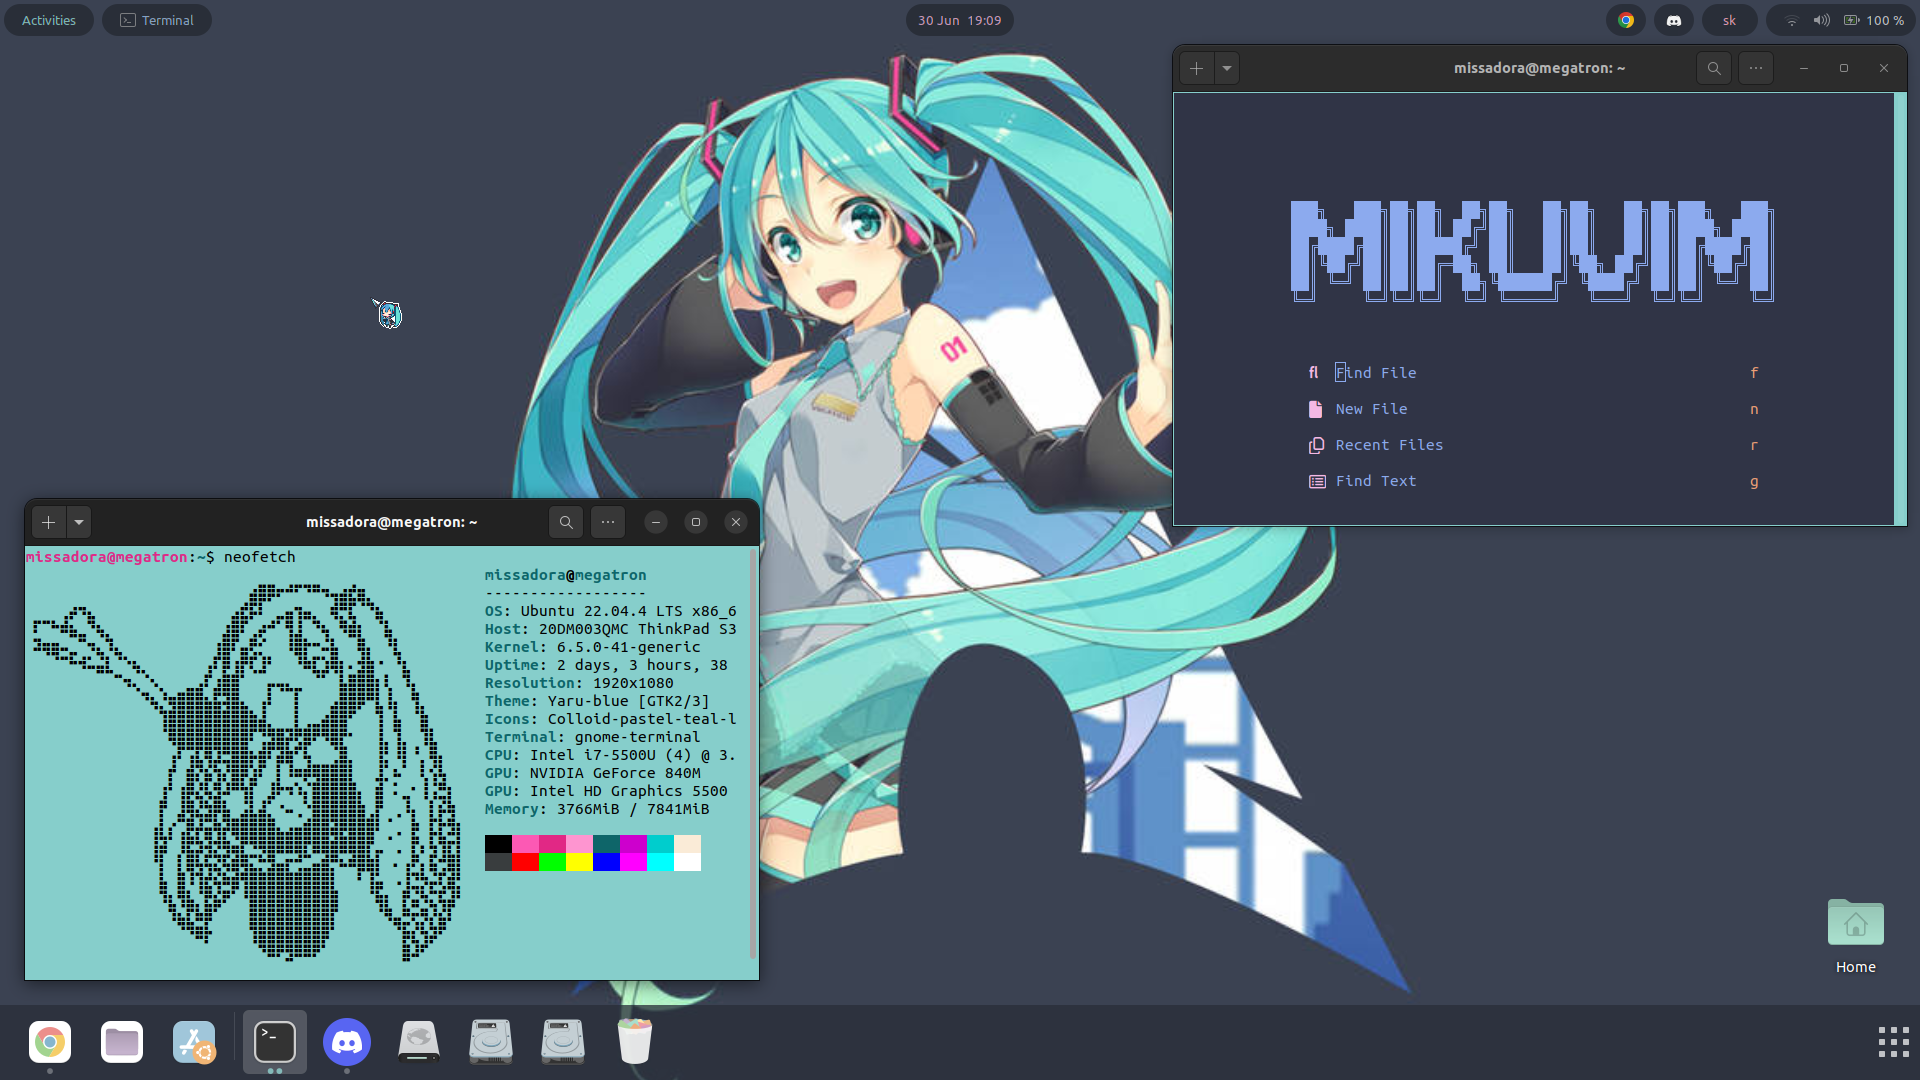 Activities
Terminal
30 Jun 19:09
sk
100 %
missadora@megatron: ~
MIKUVIM
Find File f
New File n
Recent Files r
Find Text g
01
missadora@megatron: ~
missadora@megatron:~$ neofetch
missadora@megatron
------------------
OS: Ubuntu 22.04.4 LTS x86_6
Host: 20DM003QMC ThinkPad S3
Kernel: 6.5.0-41-generic
Uptime: 2 days, 3 hours, 38
Resolution: 1920x1080
Theme: Yaru-blue [GTK2/3]
Icons: Colloid-pastel-teal-l
Terminal: gnome-terminal
CPU: Intel i7-5500U (4) @ 3.
GPU: NVIDIA GeForce 840M
GPU: Intel HD Graphics 5500
Memory: 3766MiB / 7841MiB
Home